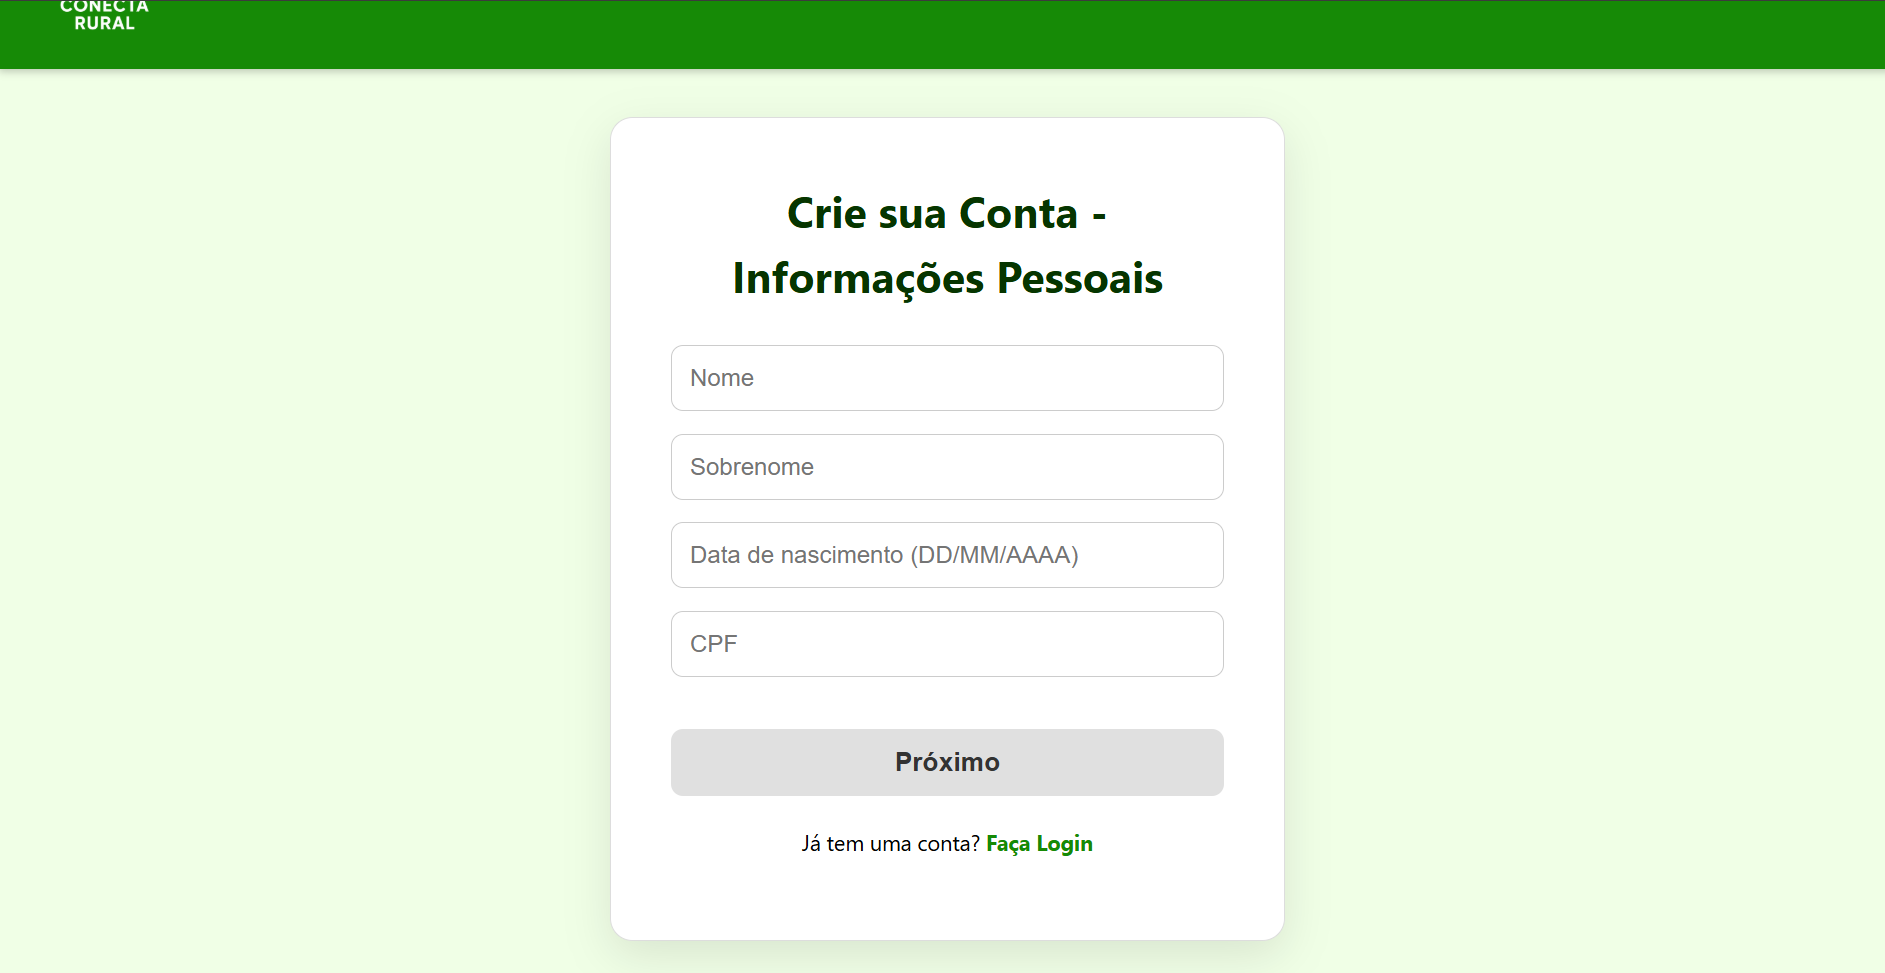 CONECTA
RURAL
Crie sua Conta -
Informações Pessoais
Nome
Sobrenome
Data de nascimento (DD/MM/AAAA)
CPF
Próximo
Já tem uma conta? Faça Login